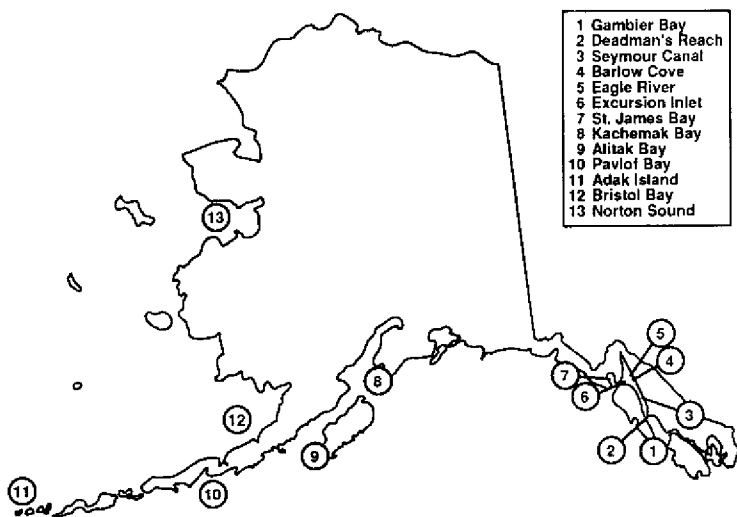 1 Gambier Bay
2 Deadman's Reach
3 Seymour Canal
4 Barlow Cove
5 Eagle River
6 Excursion Inlet
7 St. James Bay
8 Kachemak Bay
9 Alitak Bay
10 Pavlof Bay
11 Adak Island
12 Bristol Bay
13 Norton Sound
13
5
4
7
8
6
3
12
2
1
9
11
10